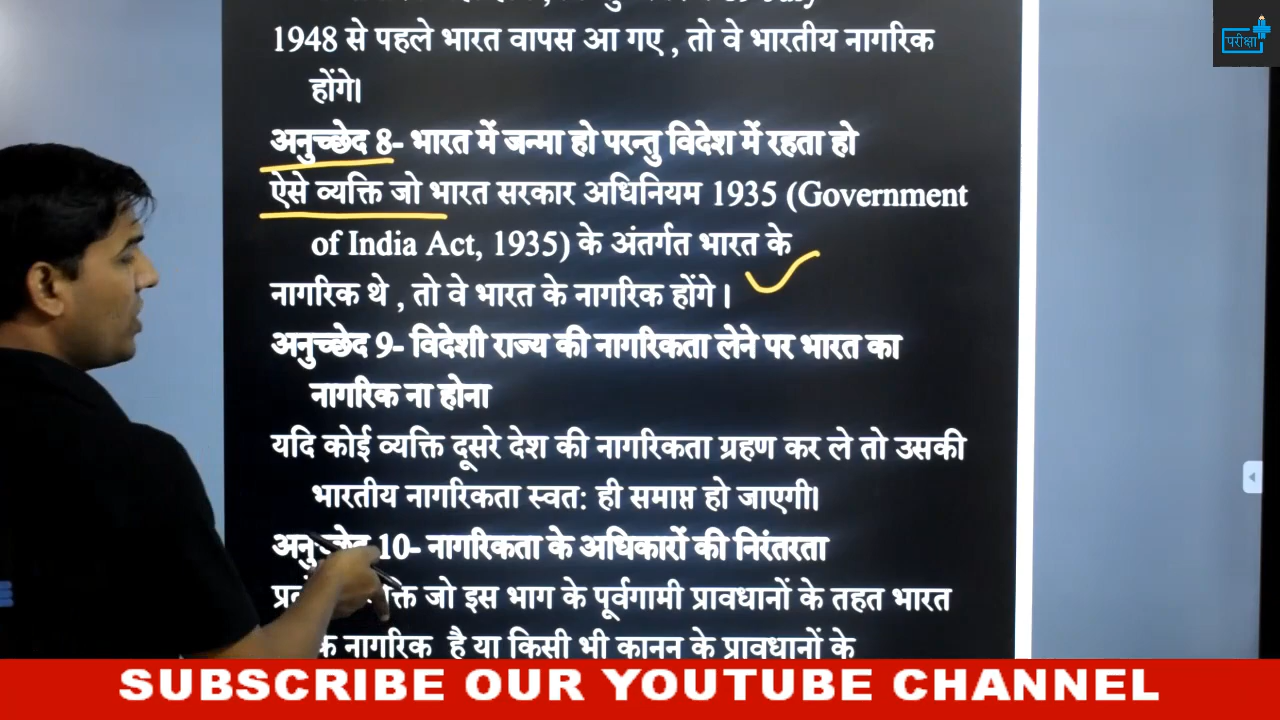 परीक्षा
1948 से पहले भारत वापस आ गए , तो वे भारतीय नागरिक
होंगे।
अनुच्छेद 8- भारत में जन्मा हो परन्तु विदेश में रहता हो
ऐसे व्यक्ति जो भारत सरकार अधिनियम 1935 (Government
of India Act, 1935) के अंतर्गत भारत के
नागरिक थे , तो वे भारत के नागरिक होंगे ।
अनुच्छेद 9- विदेशी राज्य की नागरिकता लेने पर भारत का
नागरिक ना होना
यदि कोई व्यक्ति दूसरे देश की नागरिकता ग्रहण कर ले तो उसकी
भारतीय नागरिकता स्वत: ही समाप्त हो जाएगी।
अनुच्छेद 10- नागरिकता के अधिकारों की निरंतरता
जो इस भाग के पूर्वगामी प्रावधानों के तहत भारत
नागरिक है या किसी भी कानून के प्रावधानों के
SUBSCRIBE OUR YOUTUBE CHANNEL